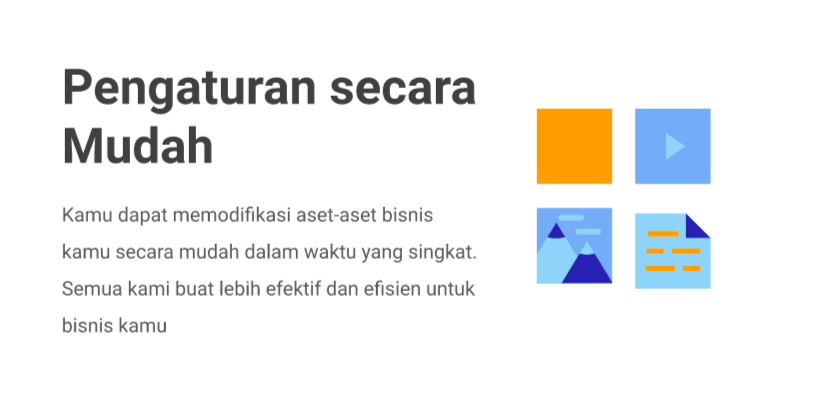 Pengaturan secara
Mudah
Kamu dapat memodifikasi aset-aset bisnis
kamu secara mudah dalam waktu yang singkat.
Semua kami buat lebih efektif dan efisien untuk
bisnis kamu